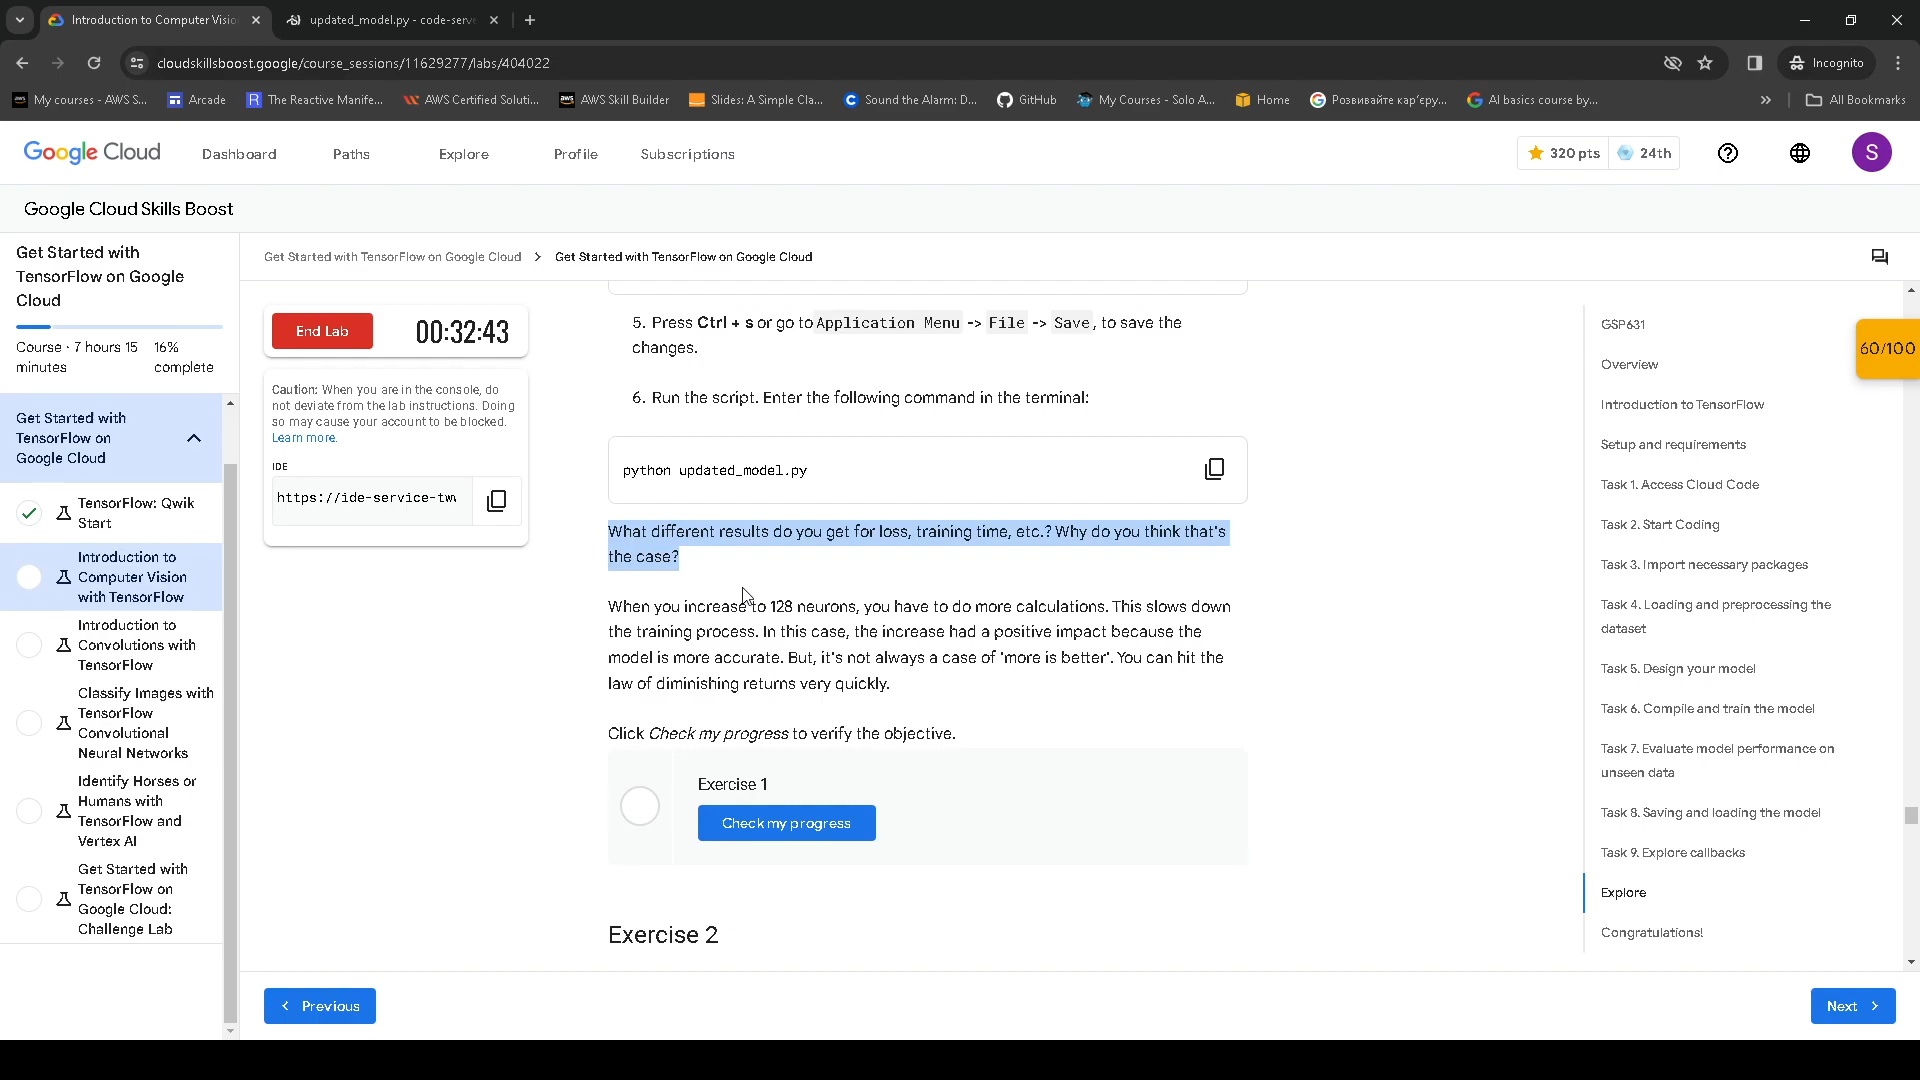 Introduction to Computer Visio
updated_model.py - code-serv
cloudskillsboost.google/course_sessions/11629277/labs/404022
Incognito
My courses - AWS S...
Arcade
The Reactive Manife...
AWS Certified Soluti...
AWS Skill Builder
Slides: A Simple Cla...
Sound the Alarm: D...
GitHub
My Courses - Solo A...
Home
Розвивайте кар'єру...
AI basics course by...
All Bookmarks
Google Cloud
Dashboard
Paths
Explore
Profile
Subscriptions
320 pts
24th
S
Google Cloud Skills Boost
Get Started with
TensorFlow on Google
Cloud
Course · 7 hours 15
minutes
16%
complete
Get Started with
TensorFlow on
Google Cloud
TensorFlow: Qwik
Start
Introduction to
Computer Vision
with TensorFlow
Introduction to
Convolutions with
TensorFlow
Classify Images with
TensorFlow
Convolutional
Neural Networks
Identify Horses or
Humans with
TensorFlow and
Vertex AI
Get Started with
TensorFlow on
Google Cloud:
Challenge Lab
Get Started with TensorFlow on Google Cloud > Get Started with TensorFlow on Google Cloud
End Lab
00:32:43
Caution: When you are in the console, do
not deviate from the lab instructions. Doing
so may cause your account to be blocked.
Learn more.
IDE
https://ide-service-tw
5. Press Ctrl + s or go to Application Menu -> File -> Save, to save the
changes.
6. Run the script. Enter the following command in the terminal:
python updated_model.py
What different results do you get for loss, training time, etc.? Why do you think that's
the case?
When you increase to 128 neurons, you have to do more calculations. This slows down
the training process. In this case, the increase had a positive impact because the
model is more accurate. But, it's not always a case of 'more is better'. You can hit the
law of diminishing returns very quickly.
Click Check my progress to verify the objective.
Exercise 1
Check my progress
Exercise 2
GSP631
Overview
Introduction to TensorFlow
Setup and requirements
Task 1. Access Cloud Code
Task 2. Start Coding
Task 3. Import necessary packages
Task 4. Loading and preprocessing the
dataset
Task 5. Design your model
Task 6. Compile and train the model
Task 7. Evaluate model performance on
unseen data
Task 8. Saving and loading the model
Task 9. Explore callbacks
Explore
Congratulations!
60/100
Previous
Next